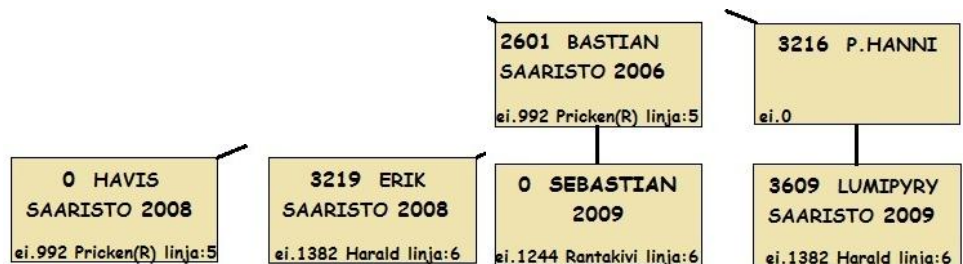 2601 BASTIAN
SAARISTO 2006
ei.992 Pricken(R) linja:5
3216 P.HANNI
ei.0
0 HAVIS
SAARISTO 2008
ei.992 Pricken(R) linja:5
3219 ERIK
SAARISTO 2008
ei.1382 Harald linja:6
0 SEBASTIAN
2009
ei.1244 Rantakivi linja:6
3609 LUMIPYRY
SAARISTO 2009
ei.1382 Harald linja:6